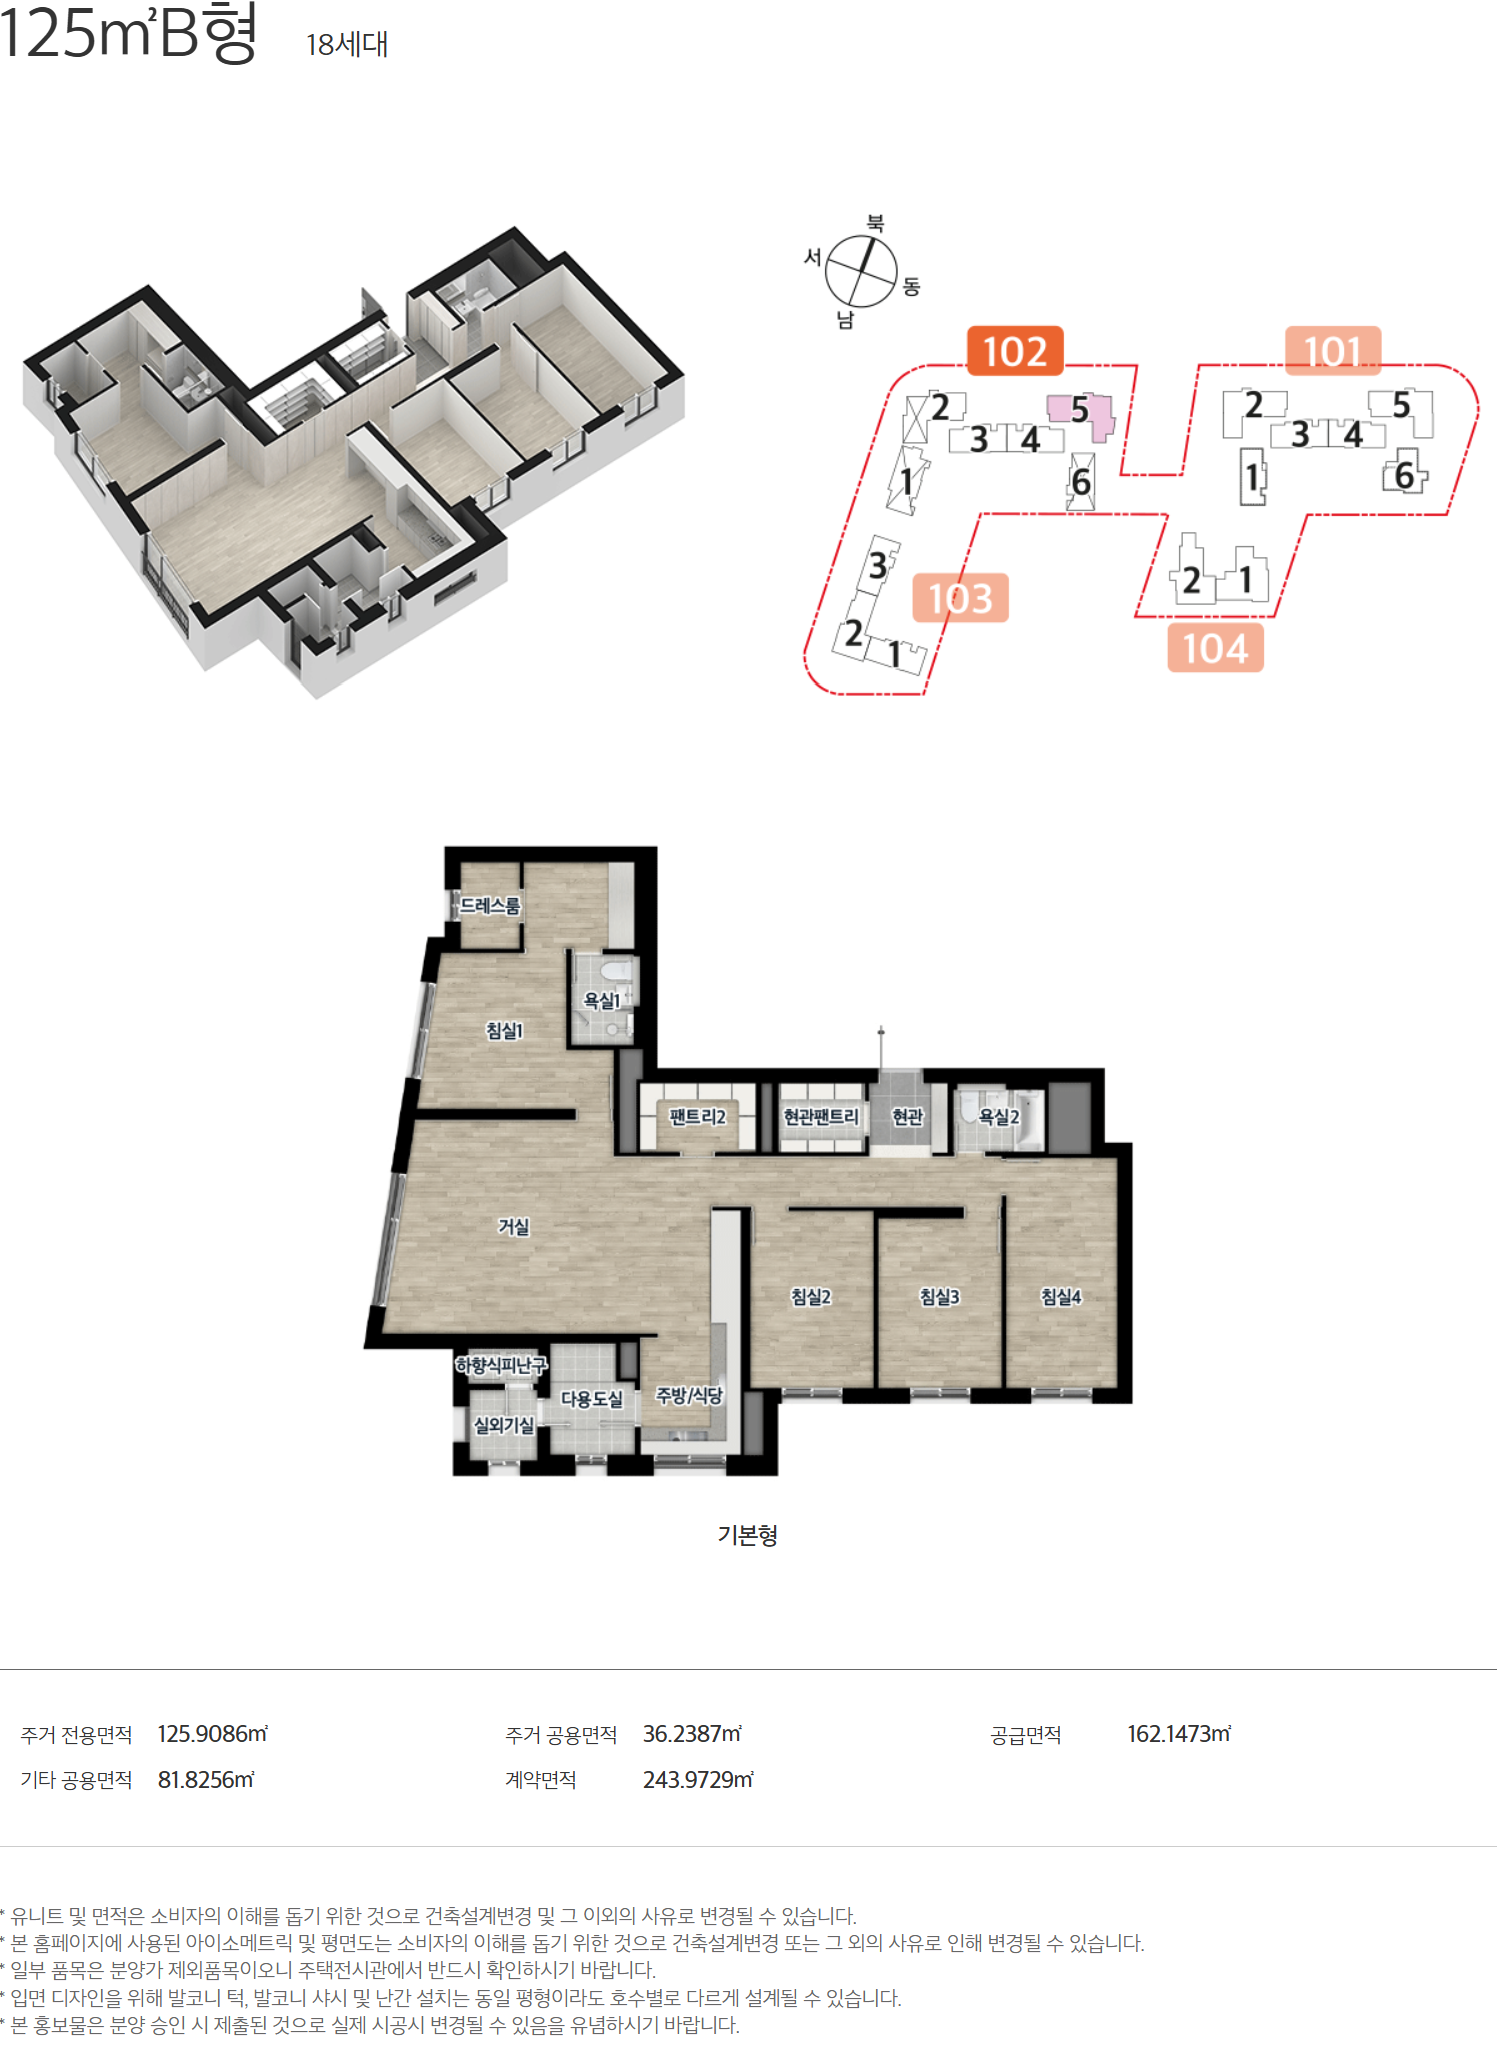 125㎡B형 18세대
북
서
동
남
102
101
2
5
3
4
1
6
2
5
3
4
1
6
3
103
2
1
2
1
104
드레스룸
욕실1
침실1
팬트리2
현관팬트리
현관
욕실2
거실
침실2
침실3
침실4
하향식피난구
다용도실
주방/식당
실외기실
기본형
주거 전용면적 125.9086㎡ 주거 공용면적 36.2387㎡ 공급면적 162.1473㎡
기타 공용면적 81.8256㎡ 계약면적 243.9729㎡
* 유니트 및 면적은 소비자의 이해를 돕기 위한 것으로 건축설계변경 및 그 이외의 사유로 변경될 수 있습니다.
* 본 홈페이지에 사용된 아이소메트릭 및 평면도는 소비자의 이해를 돕기 위한 것으로 건축설계변경 또는 그 외의 사유로 인해 변경될 수 있습니다.
* 일부 품목은 분양가 제외품목이오니 주택전시관에서 반드시 확인하시기 바랍니다.
* 입면 디자인을 위해 발코니 턱, 발코니 샤시 및 난간 설치는 동일 평형이라도 호수별로 다르게 설계될 수 있습니다.
* 본 홍보물은 분양 승인 시 제출된 것으로 실제 시공시 변경될 수 있음을 유념하시기 바랍니다.